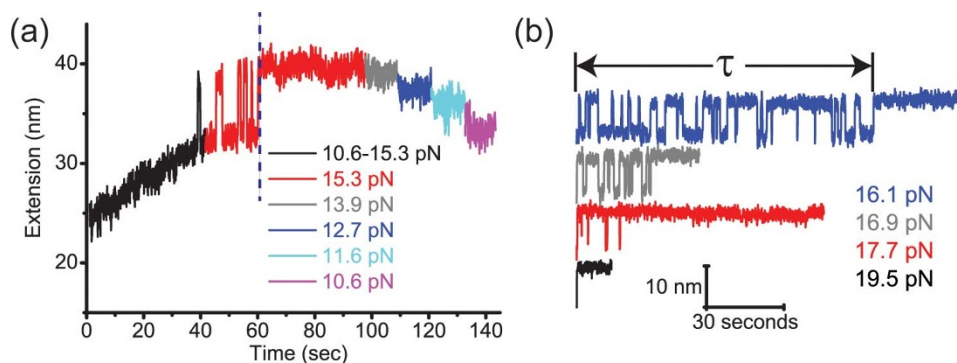 (a)
Extension (nm)
40
30
20
0 20 40 60 80 100 120 140
Time (sec)
10.6-15.3 pN
15.3 pN
13.9 pN
12.7 pN
11.6 pN
10.6 pN
(b)
τ
16.1 pN
16.9 pN
17.7 pN
19.5 pN
10 nm
30 seconds